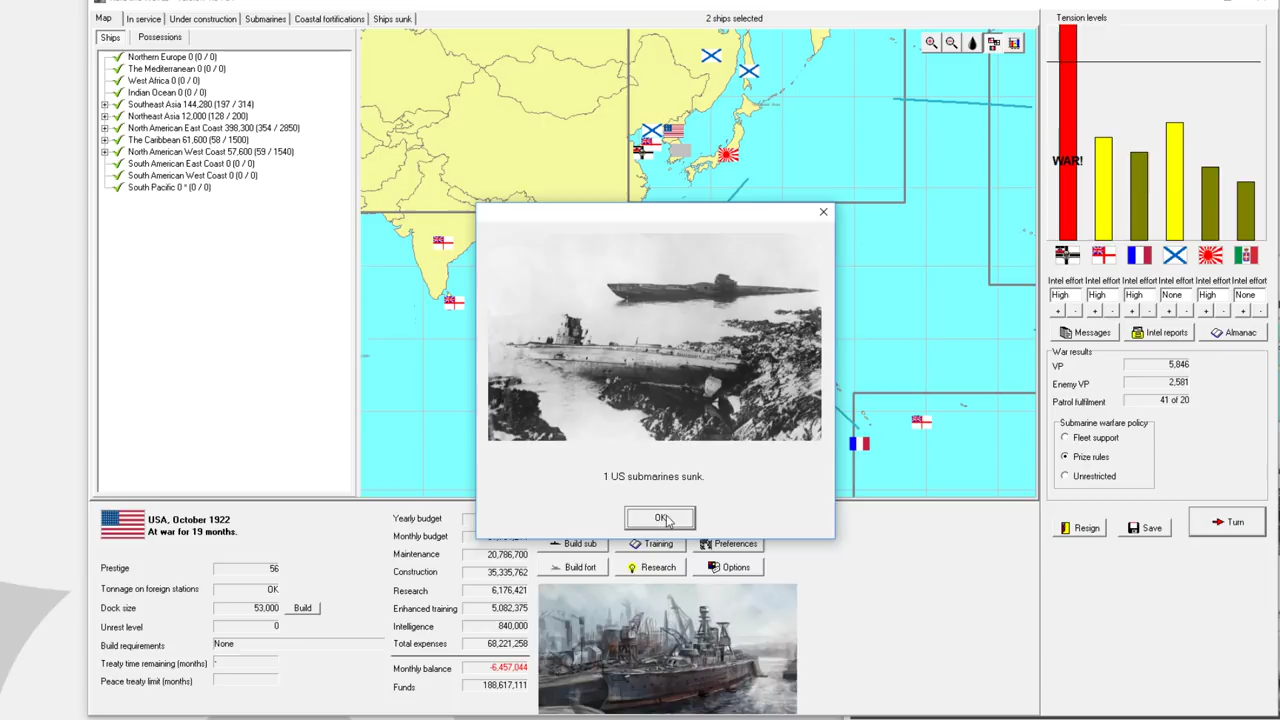 Map
In service
Under construction
Submarines
Coastal fortifications
Ships sunk
2 ships selected
Ships
Possessions
Northern Europe 0 (0 / 0)
The Mediterranean 0 (0 / 0)
West Africa 0 (0 / 0)
Indian Ocean 0 (0 / 0)
Southeast Asia 144,280 (197 / 314)
Northeast Asia 12,000 (128 / 200)
North American East Coast 398,300 (354 / 2850)
The Caribbean 61,600 (58 / 1500)
North American West Coast 57,600 (59 / 1540)
South American East Coast 0 (0 / 0)
South American West Coast 0 (0 / 0)
South Pacific 0 * (0 / 0)
1 US submarines sunk.
OK
Tension levels
WAR!
Intel effort Intel effort Intel effort Intel effort Intel effort Intel effort
High High High None High None
+ - + - + - + - + - + -
Messages
Intel reports
Almanac
War results
VP 5,846
Enemy VP 2,581
Patrol fulfilment 41 of 20
Submarine warfare policy
Fleet support
Prize rules
Unrestricted
Resign
Save
Turn
USA, October 1922
At war for 19 months.
Prestige 56
Tonnage on foreign stations OK
Dock size 53,000 Build
Unrest level 0
Build requirements None
Treaty time remaining (months) -
Peace treaty limit (months)
Yearly budget
Monthly budget
Maintenance 20,786,700
Construction 35,335,762
Research 6,176,421
Enhanced training 5,082,375
Intelligence 840,000
Total expenses 68,221,258
Monthly balance -6,457,044
Funds 188,617,111
Build sub
Training
Preferences
Build fort
Research
Options